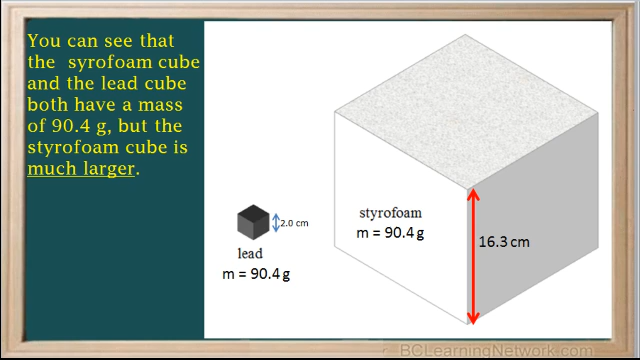 You can see that
the syrofoam cube
and the lead cube
both have a mass
of 90.4 g, but the
styrofoam cube is
much larger.
2.0 cm
lead
m = 90.4 g
styrofoam
m = 90.4 g
16.3 cm
BCLearningNetwork.com